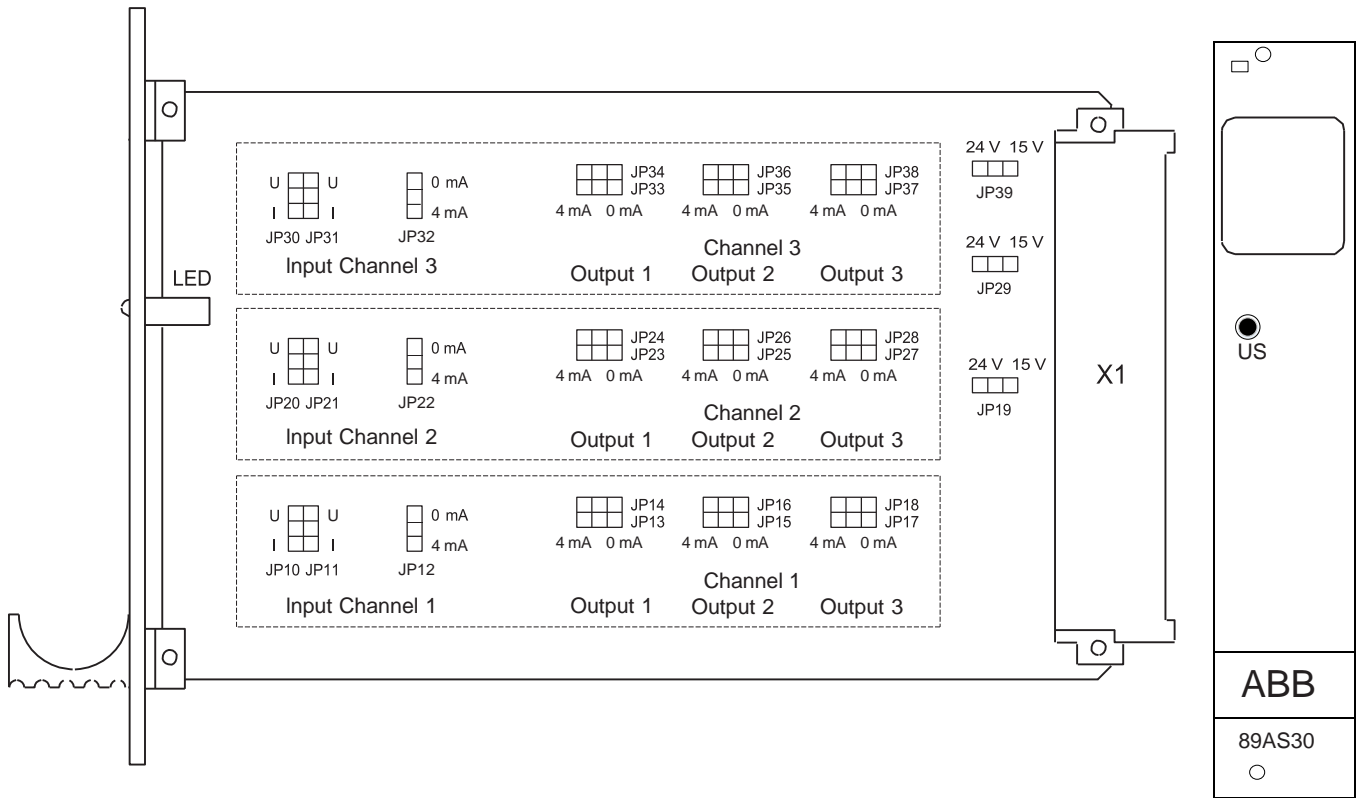 24 V 15 V
JP39
U U
I I
JP30 JP31
0 mA
4 mA
JP32
Input Channel 3
JP34
JP33
4 mA 0 mA
JP36
JP35
4 mA 0 mA
JP38
JP37
4 mA 0 mA
Channel 3
Output 1 Output 2 Output 3
24 V 15 V
JP29
LED
U U
I I
JP20 JP21
0 mA
4 mA
JP22
Input Channel 2
JP24
JP23
4 mA 0 mA
JP26
JP25
4 mA 0 mA
JP28
JP27
4 mA 0 mA
Channel 2
Output 1 Output 2 Output 3
24 V 15 V
JP19
X1
U U
I I
JP10 JP11
0 mA
4 mA
JP12
Input Channel 1
JP14
JP13
4 mA 0 mA
JP16
JP15
4 mA 0 mA
JP18
JP17
4 mA 0 mA
Channel 1
Output 1 Output 2 Output 3
US
ABB
89AS30